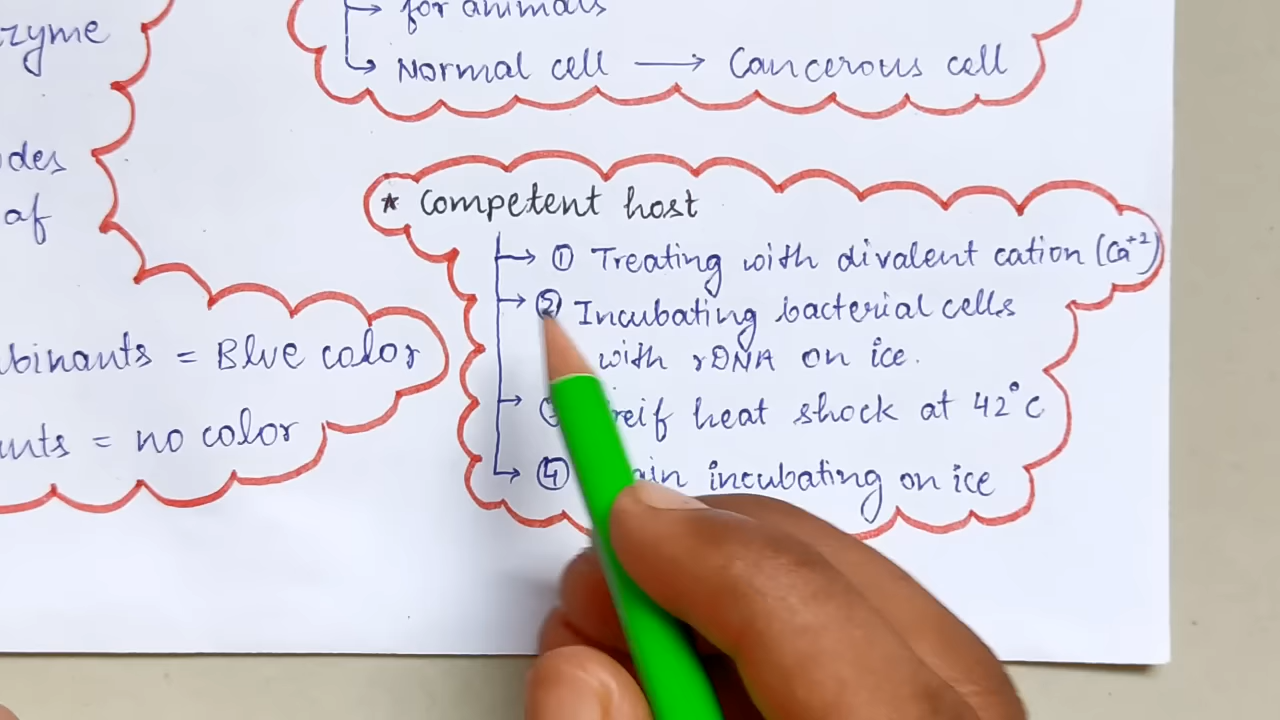 for animals
Normal cell → Cancerous cell
zyme
odes
of
binants = Blue color
nts = no color
* Competent host
→ ① Treating with divalent cation (Ca⁺²)
→ ② Incubating bacterial cells
with rDNA on ice.
→ heat shock at 42°C
→ ④ incubating on ice